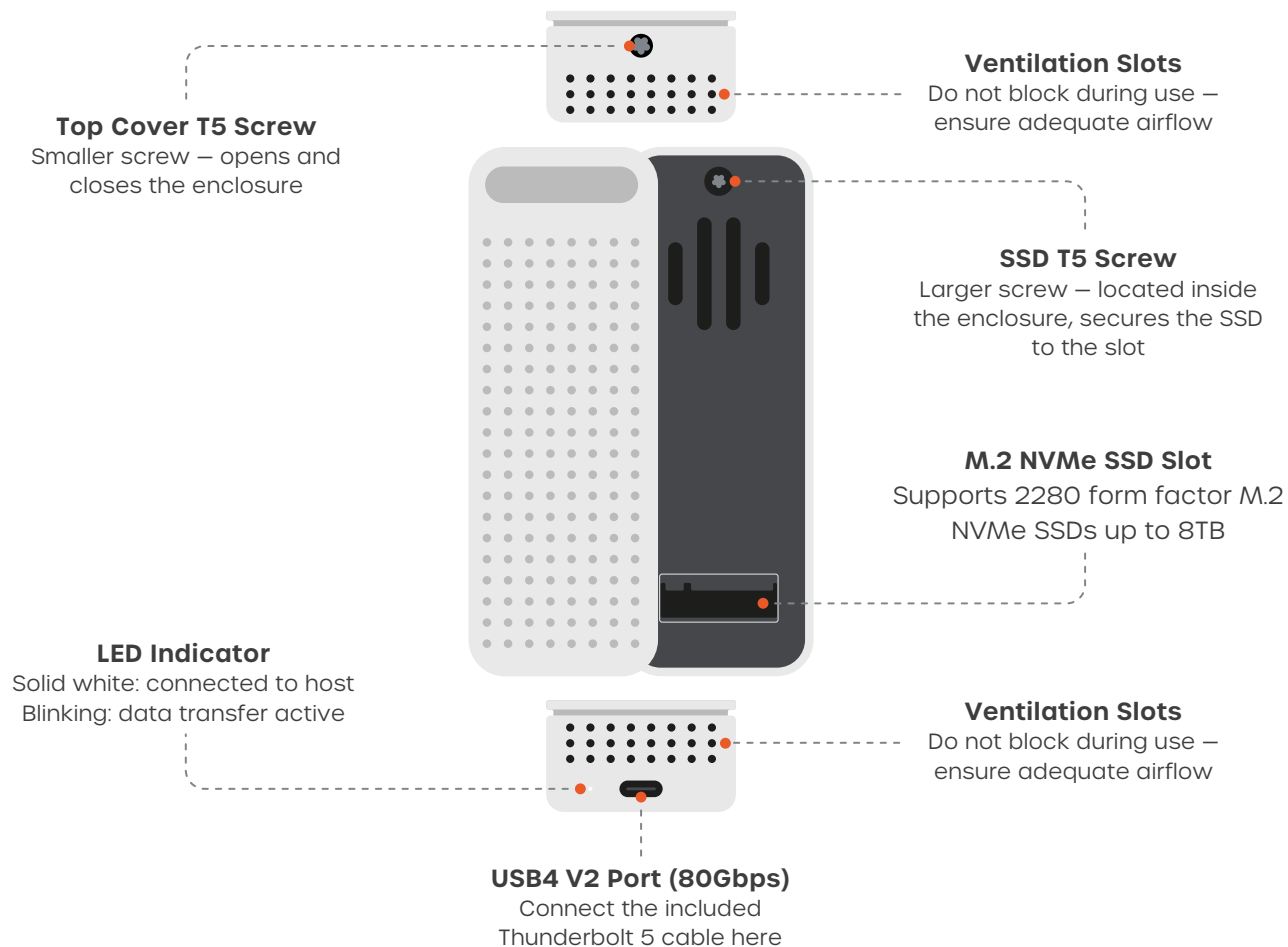 Top Cover T5 Screw
Smaller screw – opens and
closes the enclosure
Ventilation Slots
Do not block during use –
ensure adequate airflow
SSD T5 Screw
Larger screw – located inside
the enclosure, secures the SSD
to the slot
M.2 NVMe SSD Slot
Supports 2280 form factor M.2
NVMe SSDs up to 8TB
LED Indicator
Solid white: connected to host
Blinking: data transfer active
Ventilation Slots
Do not block during use –
ensure adequate airflow
USB4 V2 Port (80Gbps)
Connect the included
Thunderbolt 5 cable here